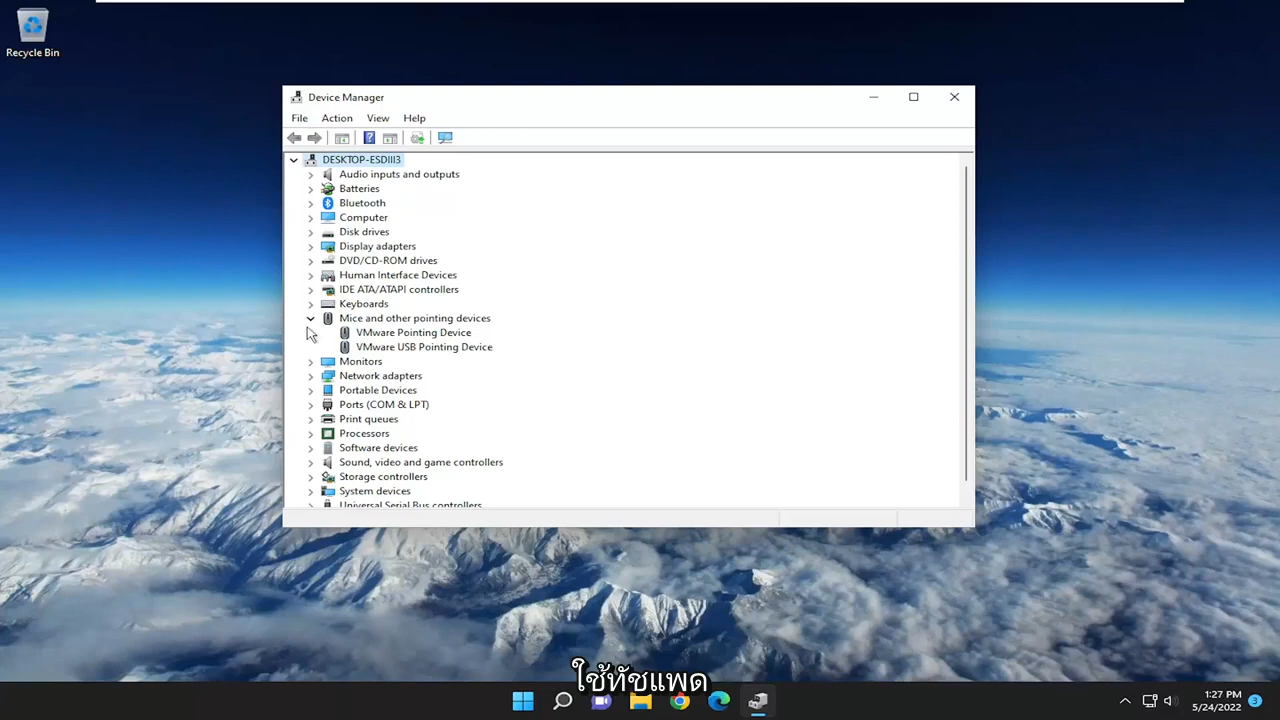 Recycle Bin
Device Manager
File Action View Help
DESKTOP-ESDIII3
Audio inputs and outputs
Batteries
Bluetooth
Computer
Disk drives
Display adapters
DVD/CD-ROM drives
Human Interface Devices
IDE ATA/ATAPI controllers
Keyboards
Mice and other pointing devices
VMware Pointing Device
VMware USB Pointing Device
Monitors
Network adapters
Portable Devices
Ports (COM & LPT)
Print queues
Processors
Software devices
Sound, video and game controllers
Storage controllers
System devices
Universal Serial Bus controllers
ใช้ทัชแพด
1:27 PM
5/24/2022
3